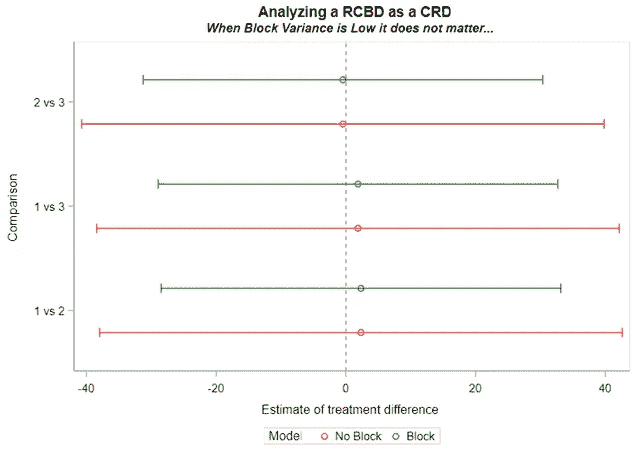 Analyzing a RCBD as a CRD
When Block Variance is Low it does not matter...
Comparison
2 vs 3
1 vs 3
1 vs 2
-40 -20 0 20 40
Estimate of treatment difference
Model No Block Block